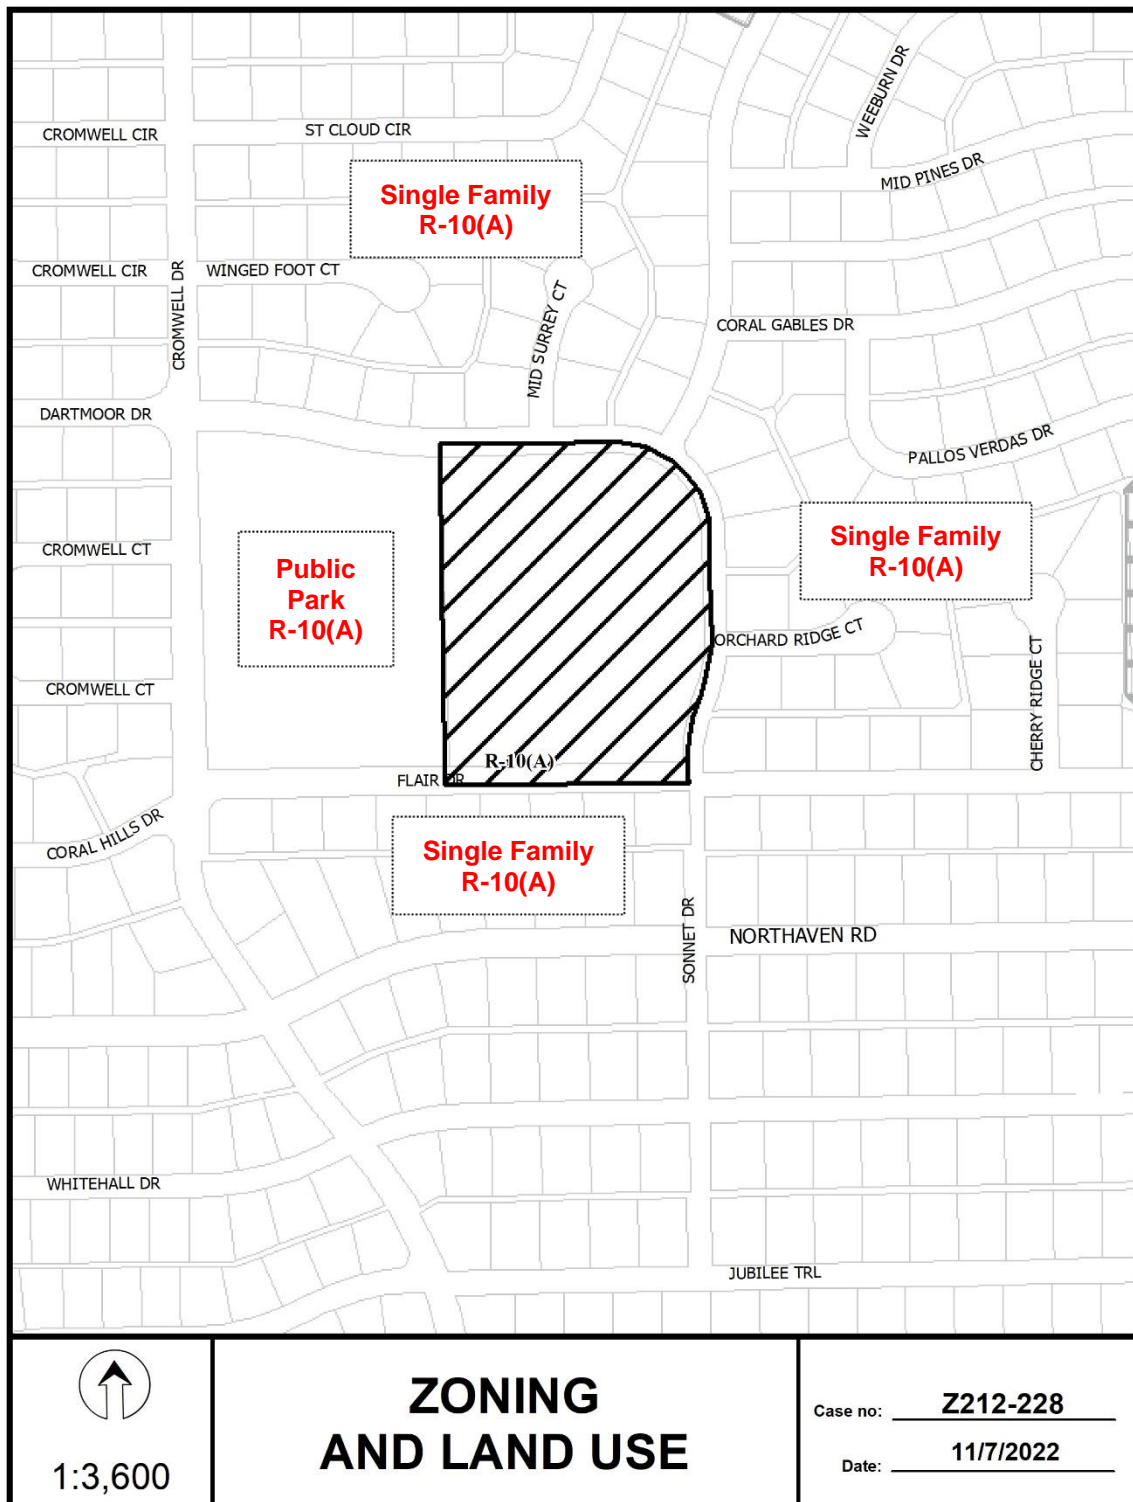 WEEBURN DR
CROMWELL CIR
ST CLOUD CIR
MID PINES DR
Single Family
R-10(A)
CROMWELL CIR
CROMWELL DR
WINGED FOOT CT
MID SURREY CT
CORAL GABLES DR
DARTMOOR DR
PALLOS VERDAS DR
CROMWELL CT
Public
Park
R-10(A)
Single Family
R-10(A)
ORCHARD RIDGE CT
CROMWELL CT
CHERRY RIDGE CT
R-10(A)
FLAIR DR
CORAL HILLS DR
Single Family
R-10(A)
SONNET DR
NORTHAVEN RD
WHITEHALL DR
JUBILEE TRL
1:3,600
ZONING
AND LAND USE
Case no: Z212-228
Date: 11/7/2022